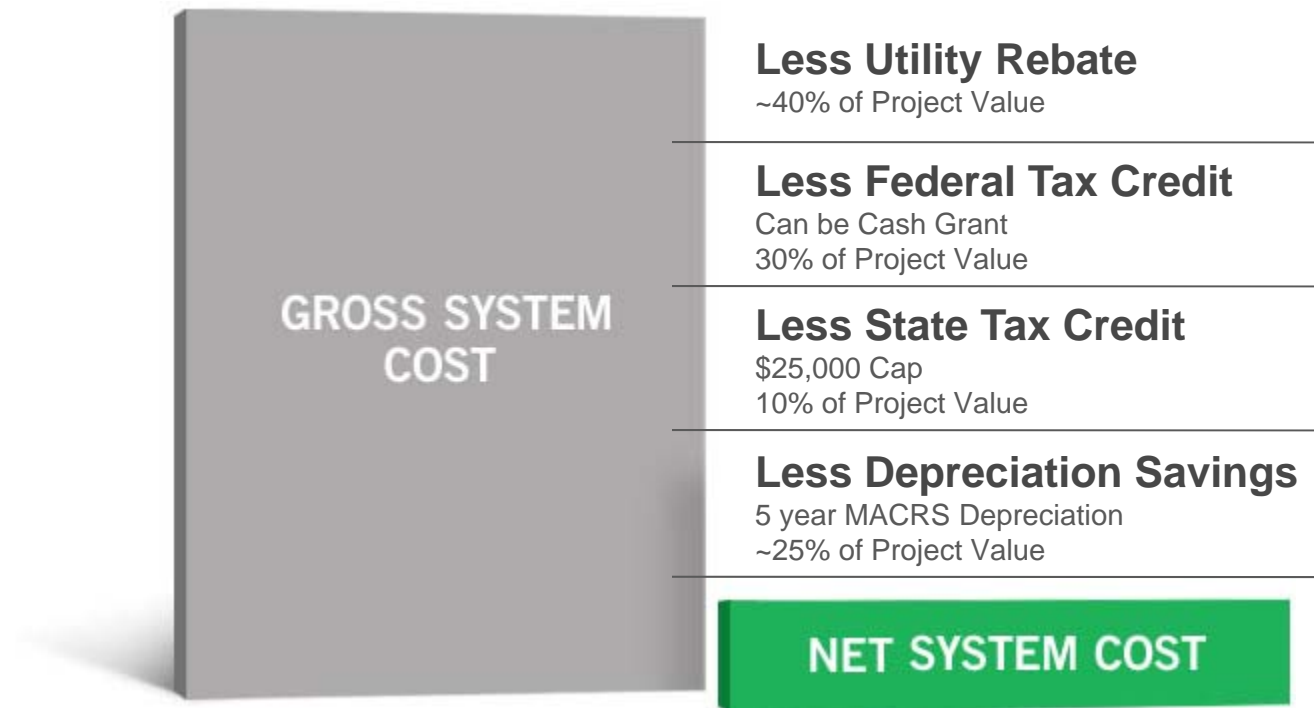 GROSS SYSTEM
COST
Less Utility Rebate
~40% of Project Value
Less Federal Tax Credit
Can be Cash Grant
30% of Project Value
Less State Tax Credit
$25,000 Cap
10% of Project Value
Less Depreciation Savings
5 year MACRS Depreciation
~25% of Project Value
NET SYSTEM COST